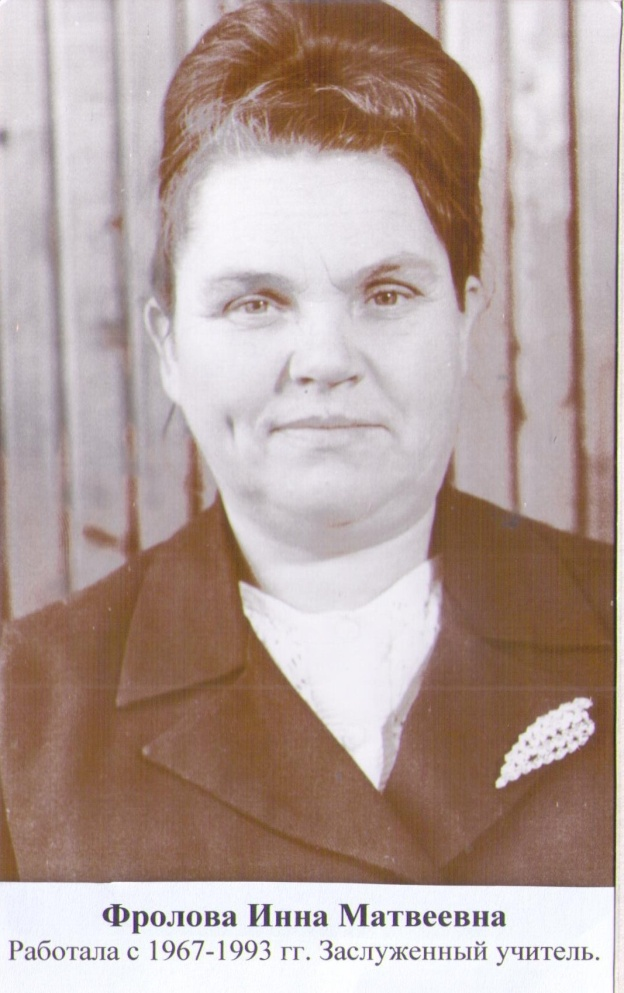 Фролова Инна Матвеевна
Работала с 1967-1993 гг. Заслуженный учитель.